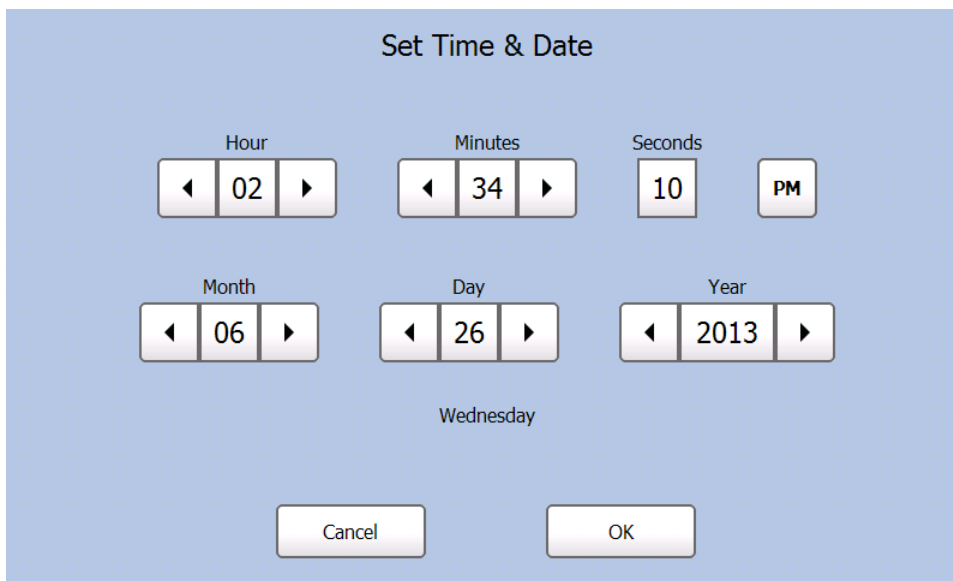 Set Time & Date
Hour Minutes Seconds
02 34 10 PM
Month Day Year
06 26 2013
Wednesday
Cancel OK